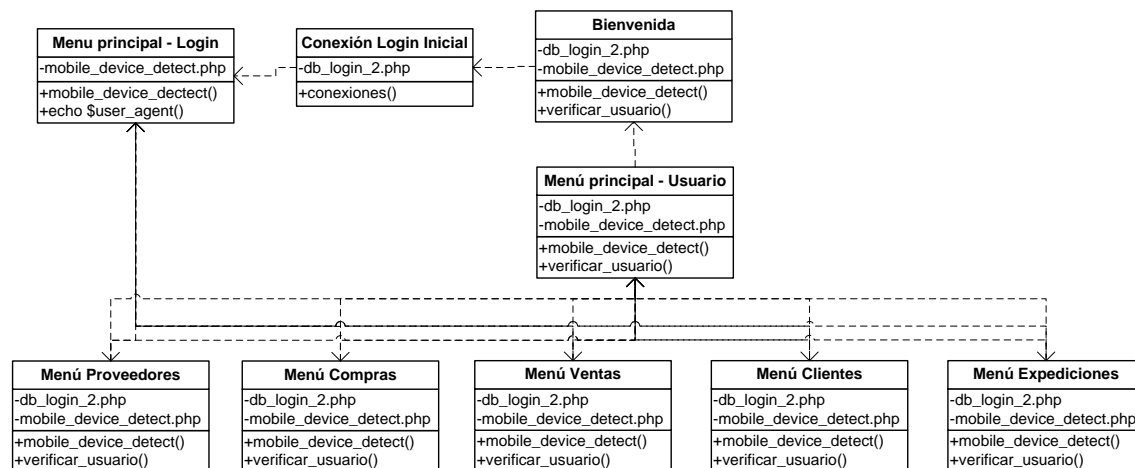 Menu principal - Login
-mobile_device_detect.php
+mobile_device_dectect()
+echo $user_agent()
Conexión Login Inicial
-db_login_2.php
+conexiones()
Bienvenida
-db_login_2.php
-mobile_device_detect.php
+mobile_device_detect()
+verificar_usuario()
Menú principal - Usuario
-db_login_2.php
-mobile_device_detect.php
+mobile_device_detect()
+verificar_usuario()
Menú Proveedores
-db_login_2.php
-mobile_device_detect.php
+mobile_device_detect()
+verificar_usuario()
Menú Compras
-db_login_2.php
-mobile_device_detect.php
+mobile_device_detect()
+verificar_usuario()
Menú Ventas
-db_login_2.php
-mobile_device_detect.php
+mobile_device_detect()
+verificar_usuario()
Menú Clientes
-db_login_2.php
-mobile_device_detect.php
+mobile_device_detect()
+verificar_usuario()
Menú Expediciones
-db_login_2.php
-mobile_device_detect.php
+mobile_device_detect()
+verificar_usuario()